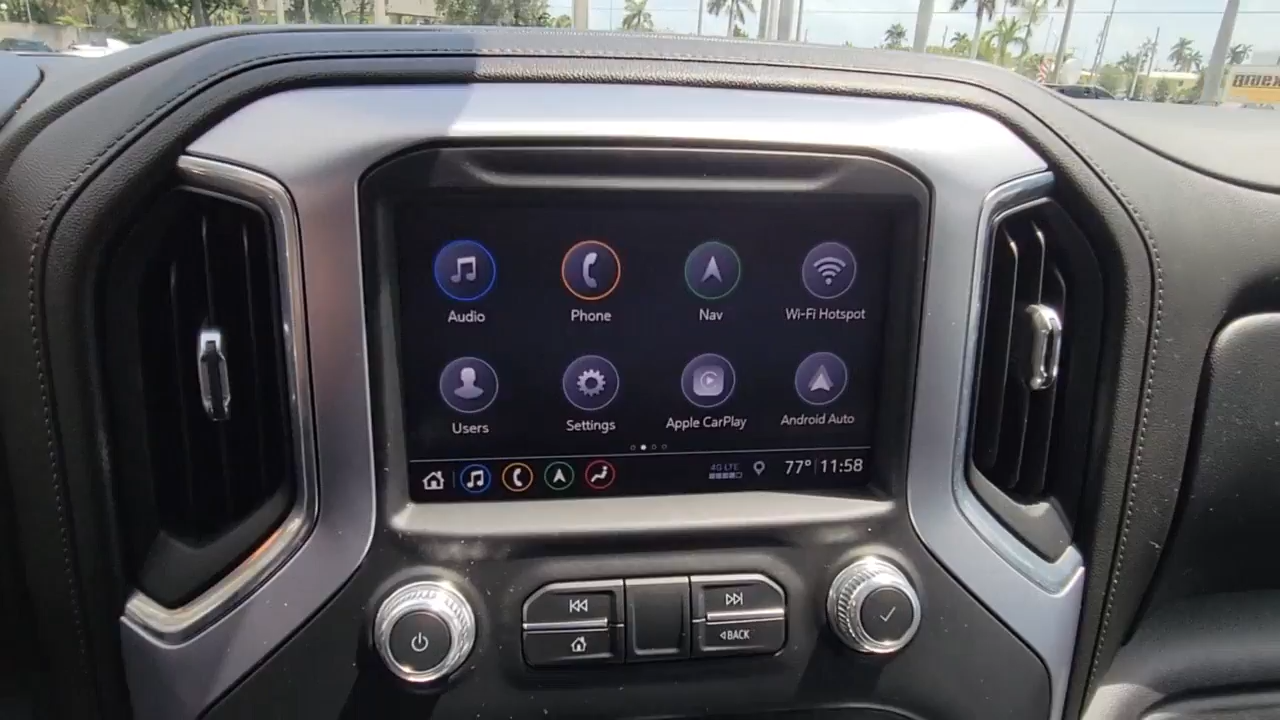 Audio Phone Nav Wi-Fi Hotspot
Users Settings Apple CarPlay Android Auto
4G LTE 77° 11:58
BACK